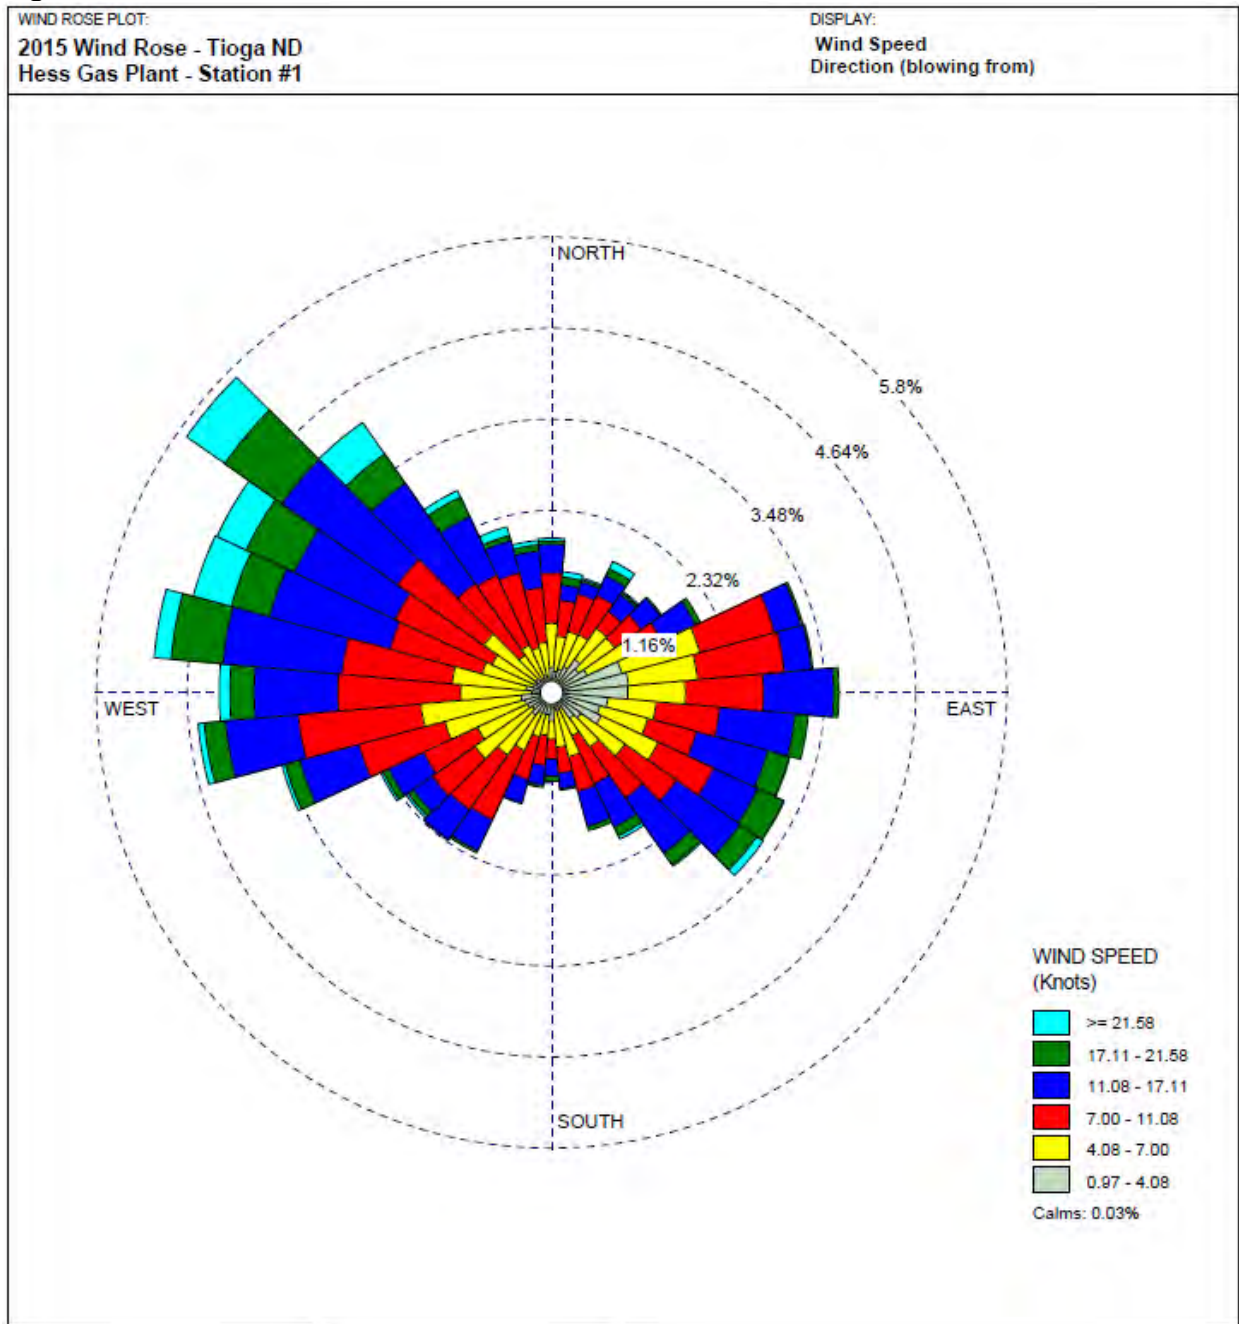 WIND ROSE PLOT:
2015 Wind Rose - Tioga ND
Hess Gas Plant - Station #1
DISPLAY:
Wind Speed
Direction (blowing from)
NORTH
5.8%
4.64%
3.48%
2.32%
1.16%
WEST
EAST
SOUTH
WIND SPEED
(Knots)
>= 21.58
17.11 - 21.58
11.08 - 17.11
7.00 - 11.08
4.08 - 7.00
0.97 - 4.08
Calms: 0.03%